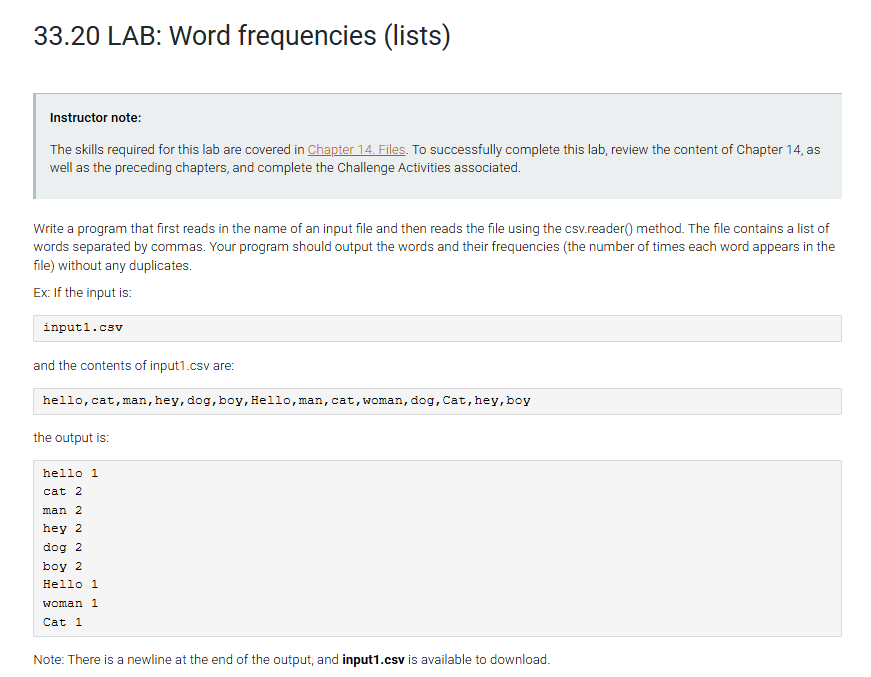 33.20 LAB: Word frequencies (lists)
Instructor note:
The skills required for this lab are covered in Chapter 14. Files. To successfully complete this lab, review the content of Chapter 14, as
well as the preceding chapters, and complete the Challenge Activities associated.
Write a program that first reads in the name of an input file and then reads the file using the csv.reader() method. The file contains a list of
words separated by commas. Your program should output the words and their frequencies (the number of times each word appears in the
file) without any duplicates.
Ex: If the input is:
input1.csv
and the contents of input1.csv are:
hello,cat,man,hey,dog,boy,Hello,man,cat,woman,dog,Cat,hey,boy
the output is:
hello 1
cat 2
man 2
hey 2
dog 2
boy 2
Hello 1
woman 1
Cat 1
Note: There is a newline at the end of the output, and input1.csv is available to download.